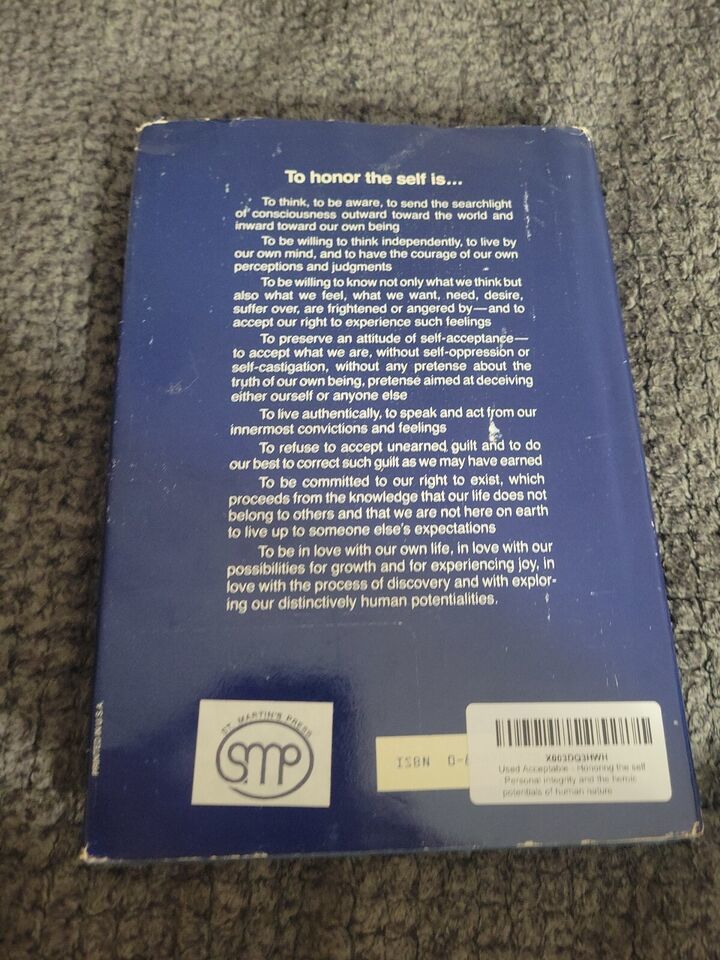 To honor the self is...
To think, to be aware, to send the searchlight
of consciousness outward toward the world and
inward toward our own being
To be willing to think independently, to live by
our own mind, and to have the courage of our own
perceptions and judgments
To be willing to know not only what we think but
also what we feel, what we want, need, desire,
suffer over, are frightened or angered by—and to
accept our right to experience such feelings
To preserve an attitude of self-acceptance—
to accept what we are, without self-oppression or
self-castigation, without any pretense about the
truth of our own being, pretense aimed at deceiving
either ourself or anyone else
To live authentically, to speak and act from our
innermost convictions and feelings
To refuse to accept unearned guilt and to do
our best to correct such guilt as we may have earned
To be committed to our right to exist, which
proceeds from the knowledge that our life does not
belong to others and that we are not here on earth
to live up to someone else's expectations
To be in love with our own life, in love with our
possibilities for growth and for experiencing joy, in
love with the process of discovery and with explor-
ing our distinctively human potentialities.
PRINTED IN U.S.A.
ST. MARTIN'S PRESS
SMP
ISBN 0-
X003DQ3HWH
Used Acceptable - Honoring the self
Personal integrity and the heroic
potentials of human nature